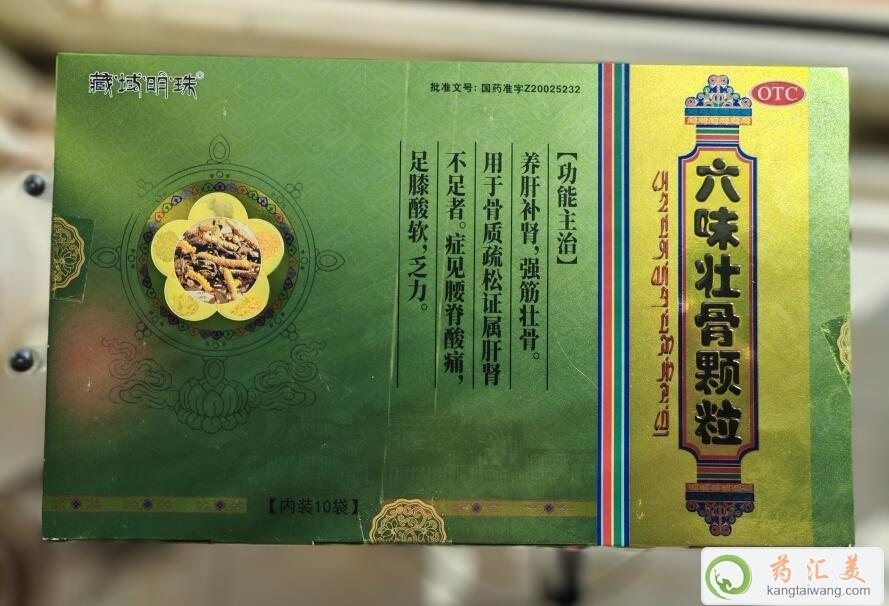 藏域明珠®
批准文号：国药准字Z20025232
OTC
六味壮骨颗粒
【功能主治】
养肝补肾，强筋壮骨。
用于骨质疏松证属肝肾
不足者。症见腰脊酸痛，
足膝酸软，乏力。
【内装10袋】
药汇美
kangtaiwang.com